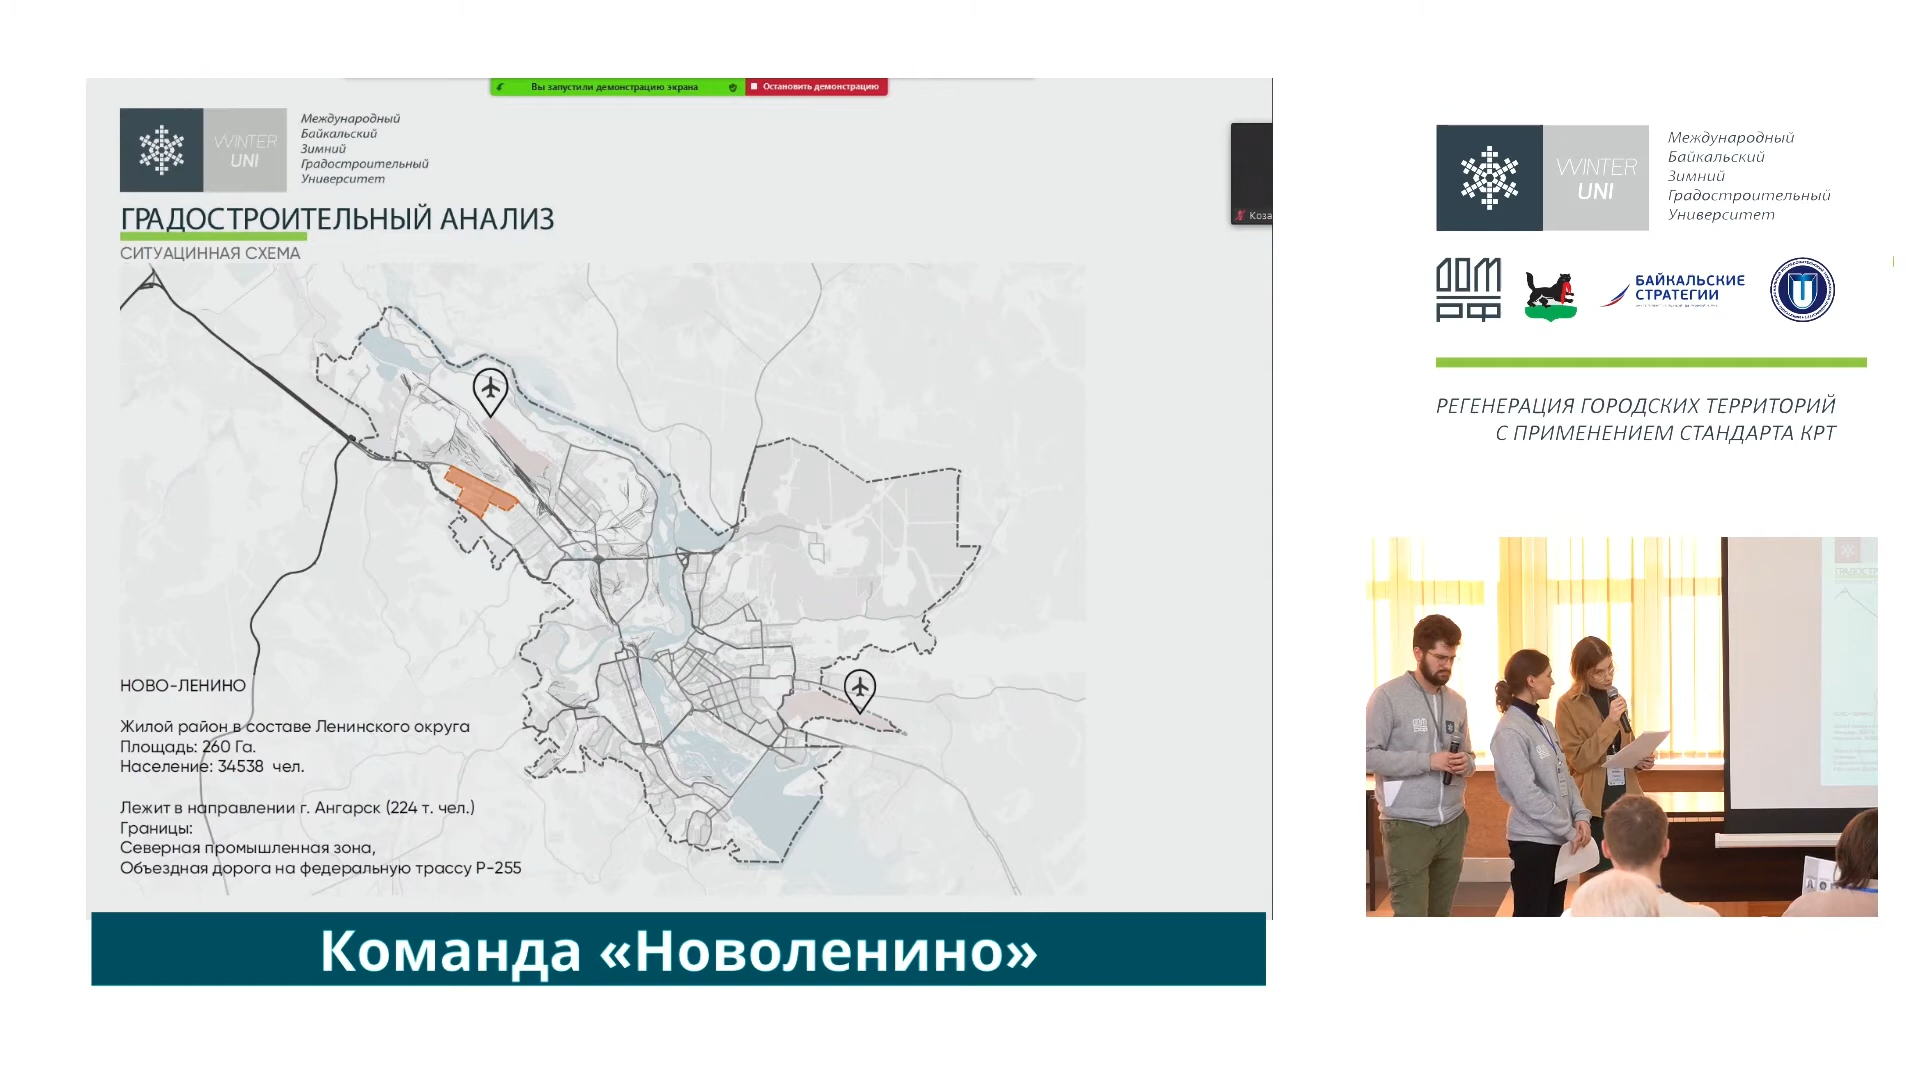 Вы запустили демонстрацию экрана
Остановить демонстрацию
WINTER
UNI
Международный
Байкальский
Зимний
Градостроительный
Университет
ГРАДОСТРОИТЕЛЬНЫЙ АНАЛИЗ
СИТУАЦИННАЯ СХЕМА
Коза
НОВО-ЛЕНИНО
Жилой район в составе Ленинского округа
Площадь: 260 Га.
Население: 34538 чел.
Лежит в направлении г. Ангарск (224 т. чел.)
Границы:
Северная промышленная зона,
Объездная дорога на федеральную трассу Р-255
Команда «Новоленино»
WINTER
UNI
Международный
Байкальский
Зимний
Градостроительный
Университет
ДОМ
РФ
БАЙКАЛЬСКИЕ
СТРАТЕГИИ
РЕГЕНЕРАЦИЯ ГОРОДСКИХ ТЕРРИТОРИЙ
С ПРИМЕНЕНИЕМ СТАНДАРТА КРТ